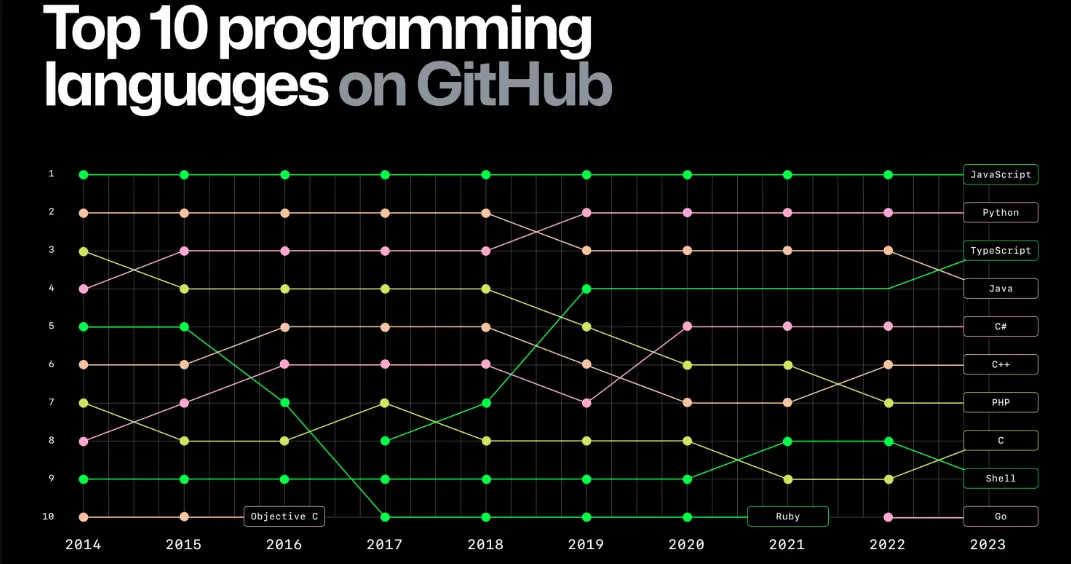 Top 10 programming
languages on GitHub
1
JavaScript
2
Python
3
TypeScript
4
Java
5
C#
6
C++
7
PHP
8
C
9
Shell
10
Objective C
Ruby
Go
2014 2015 2016 2017 2018 2019 2020 2021 2022 2023